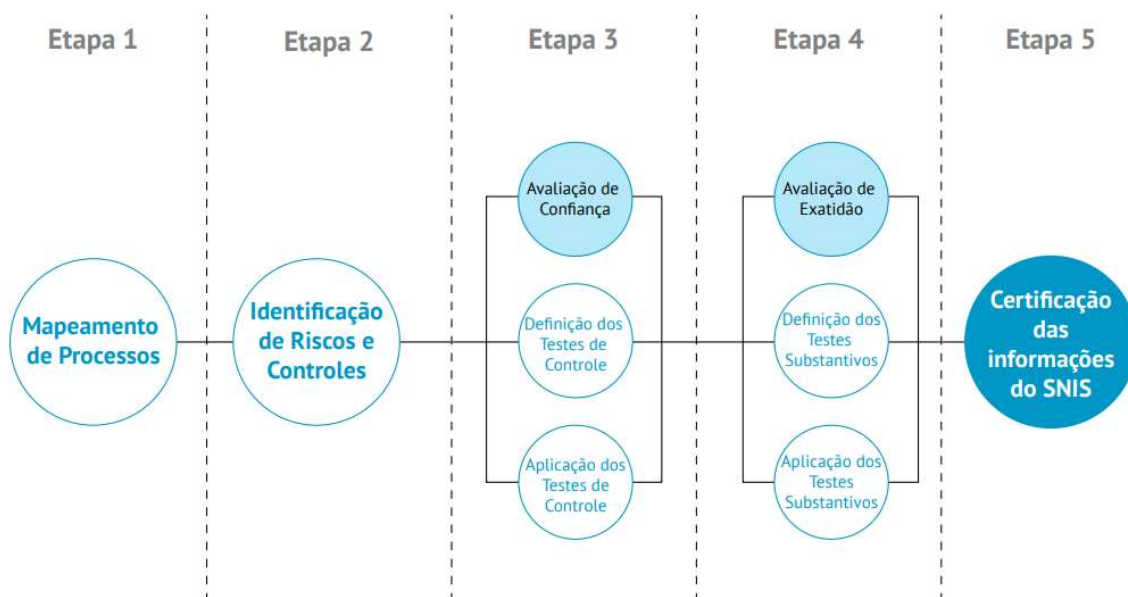 Etapa 1
Etapa 2
Etapa 3
Etapa 4
Etapa 5
Mapeamento
de Processos
Identificação
de Riscos e
Controles
Avaliação de
Confiança
Definição dos
Testes de
Controle
Aplicação dos
Testes de
Controle
Avaliação de
Exatidão
Definição dos
Testes
Substantivos
Aplicação dos
Testes
Substantivos
Certificação
das
informações
do SNIS